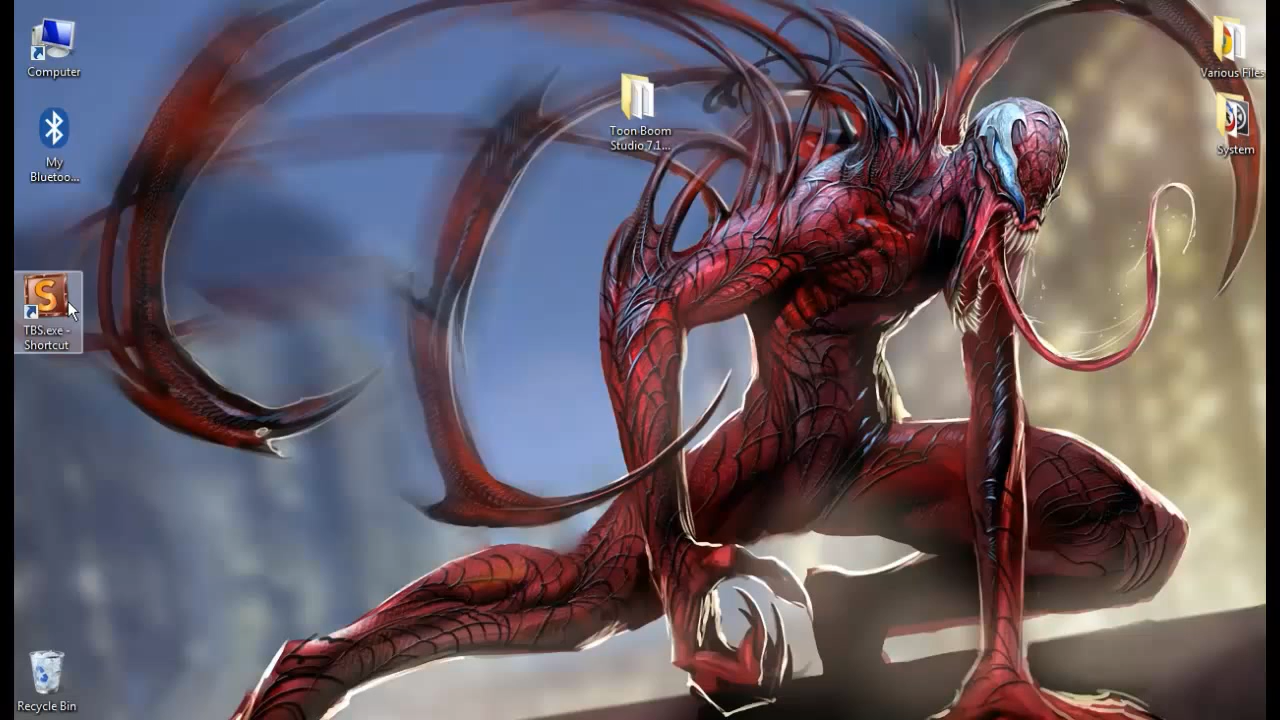 Computer
My
Bluetoo...
S
TBS.exe -
Shortcut
Recycle Bin
Toon Boom
Studio 7.1...
Various Files
System